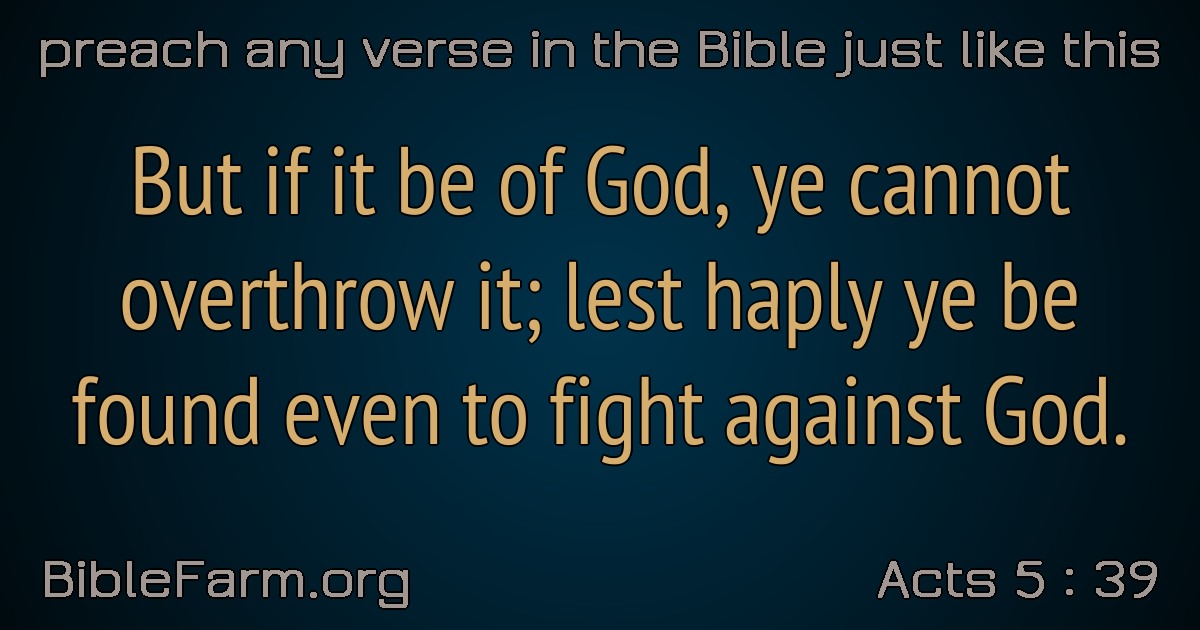 preach any verse in the Bible just like this
But if it be of God, ye cannot
overthrow it; lest haply ye be
found even to fight against God.
BibleFarm.org
Acts 5 : 39